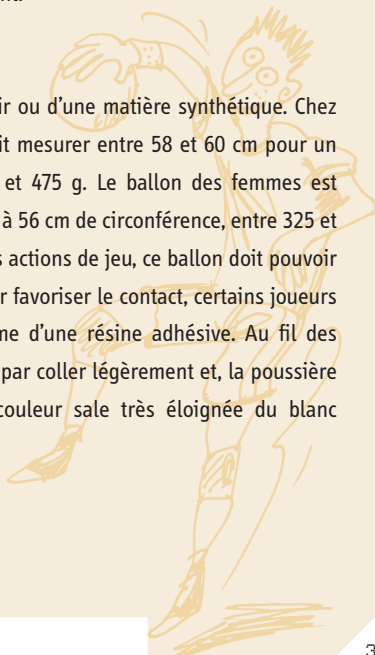 ir ou d'une matière synthétique. Chez
it mesurer entre 58 et 60 cm pour un
et 475 g. Le ballon des femmes est
à 56 cm de circonférence, entre 325 et
s actions de jeu, ce ballon doit pouvoir
r favoriser le contact, certains joueurs
me d'une résine adhésive. Au fil des
par coller légèrement et, la poussière
couleur sale très éloignée du blanc
3